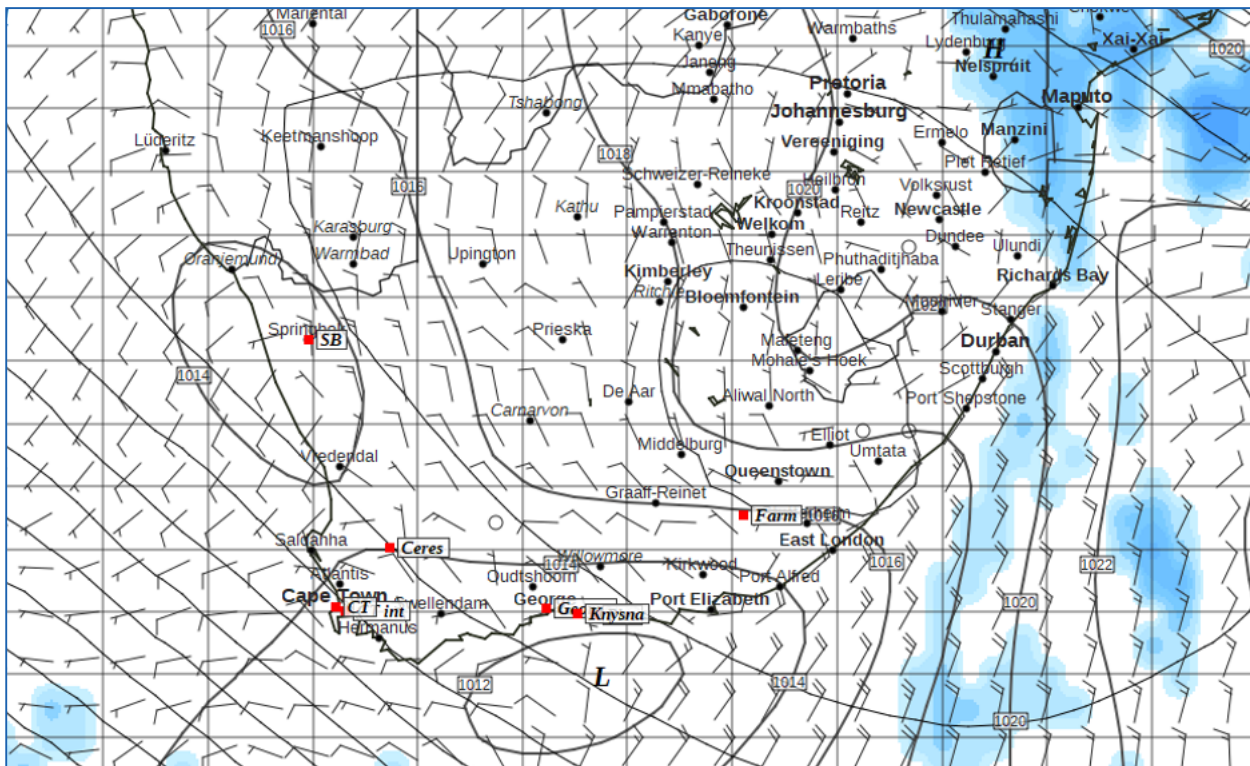 Mariental
Gabofone
Thulamahashi
1016
Kanye
Warmbaths
Lydenburg
H
Xai-Xai
1020
Janeng
Nelspruit
Mmabatho
Pretoria
Maputo
Tshabong
Johannesburg
Lüderitz
Keetmanshoop
Vereeniging
Ermelo
Manzini
1018
Piet Retief
1016
Schweizer-Reineke
1020
Heilbron
Volksrust
Kathu
Pampierstad
Kroonstad
Reitz
Newcastle
Karasburg
Warrenton
Welkom
Dundee
Ulundi
Oranjemund
Warmbad
Upington
Theunissen
Phuthaditjhaba
Kimberley
Leribe
Richards Bay
Ritchie
Bloemfontein
Mooiriver
Stanger
Springbok
SB
Prieska
Mafeteng
Durban
Mohale's Hoek
1014
Scottburgh
De Aar
Aliwal North
Port Shepstone
Carnarvon
Middelburg
Elliot
Umtata
Vredendal
Queenstown
Graaff-Reinet
Farm
Saldanha
Ceres
East London
Willowmore
1014
Kirkwood
1016
1022
Atlantis
Oudtshoorn
Port Alfred
Cape Town
CT
int
Swellendam
George
Knysna
Port Elizabeth
1020
Hermanus
L
1012
1014
1020